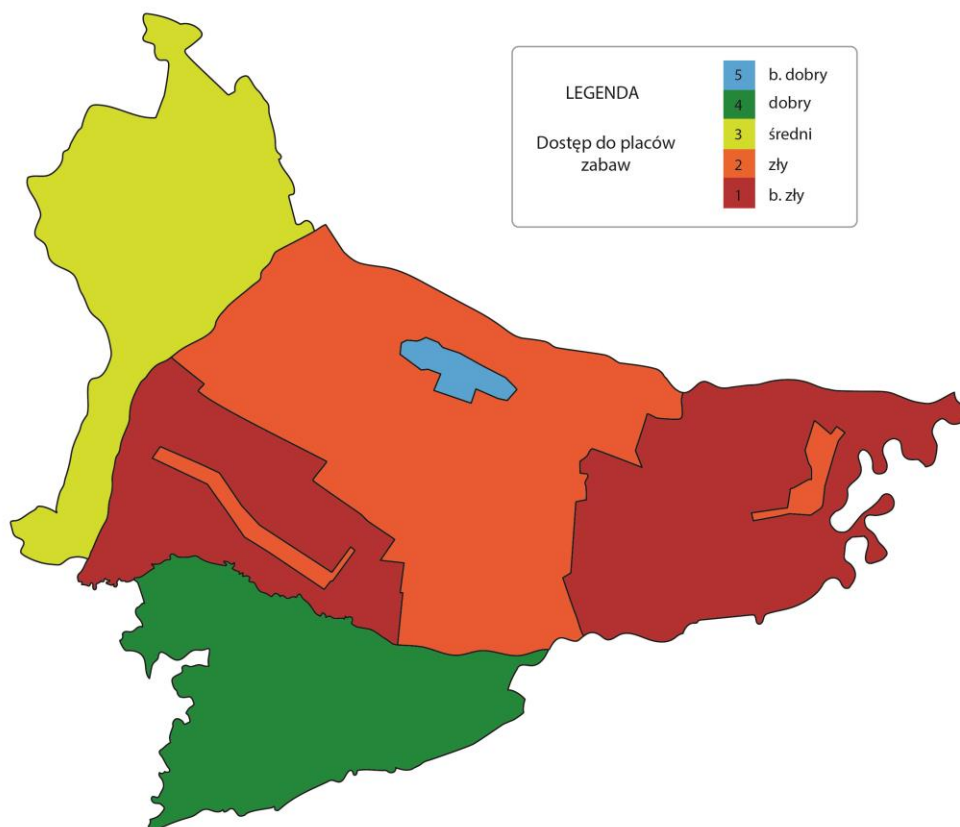 LEGENDA
Dostęp do placów
zabaw
5 b. dobry
4 dobry
3 średni
2 zły
1 b. zły